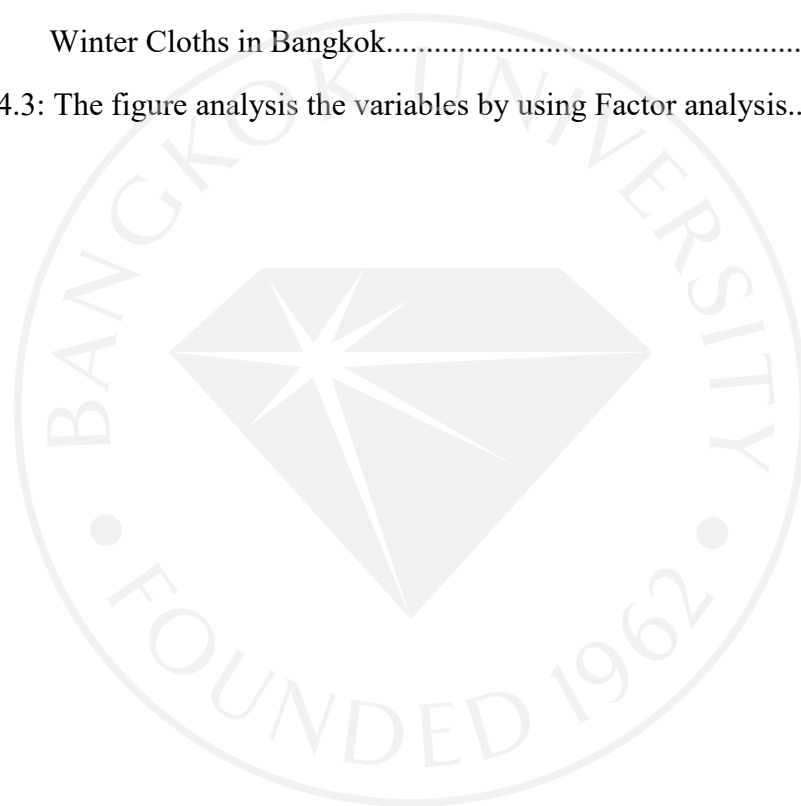 Winter Cloths in Bangkok....................................................
4.3: The figure analysis the variables by using Factor analysis..
BANGKOK UNIVERSITY
• FOUNDED 1962 •